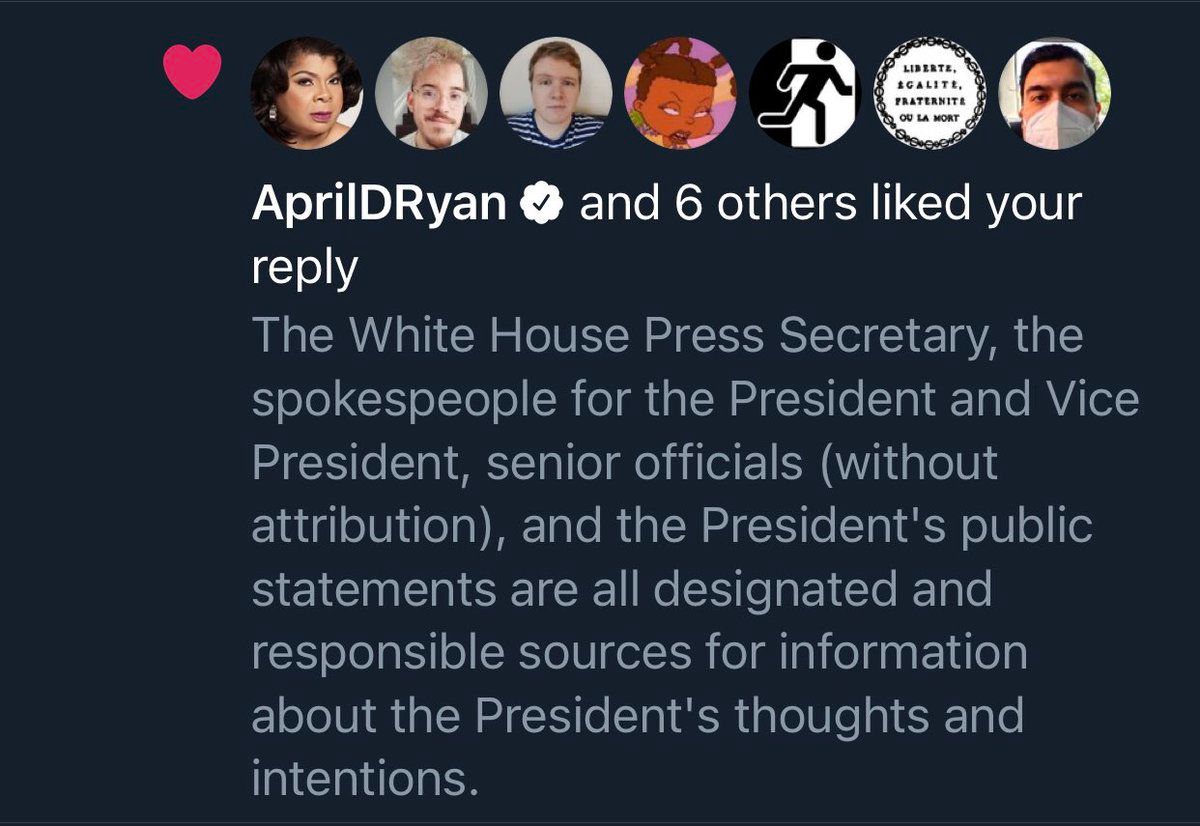 LIBERTE,
EGALITE,
FRATERNITE
OU LA MORT
AprilDRyan and 6 others liked your
reply
The White House Press Secretary, the
spokespeople for the President and Vice
President, senior officials (without
attribution), and the President's public
statements are all designated and
responsible sources for information
about the President's thoughts and
intentions.